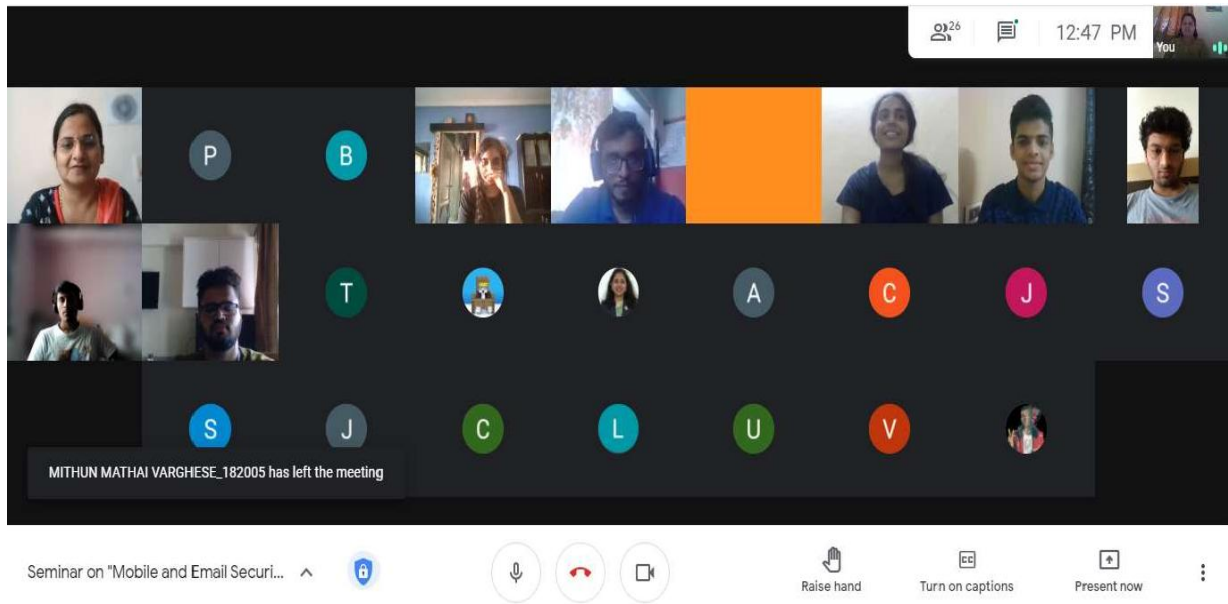 26
12:47 PM
You
P
B
T
A
C
J
S
S
J
C
L
U
V
MITHUN MATHAI VARGHESE_182005 has left the meeting
Seminar on "Mobile and Email Securi...
Raise hand
CC
Turn on captions
Present now